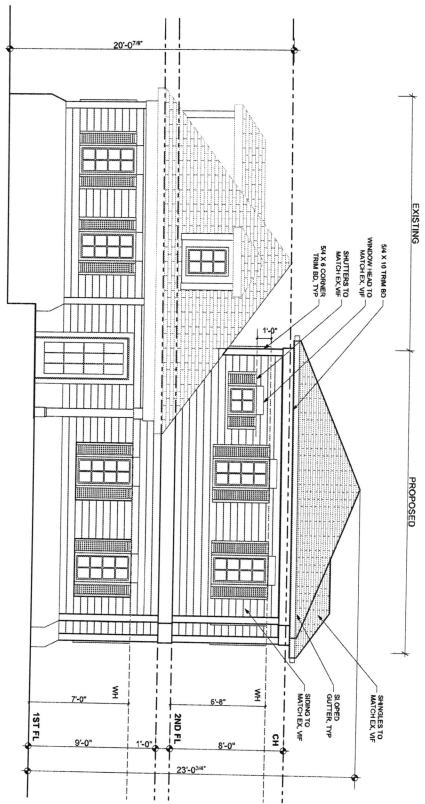 EXISTING
PROPOSED
20'-0 7/8"
5/4 X 10 TRIM BD
WINDOW HEAD TO
MATCH EX, VIF
SHUTTERS TO
MATCH EX, VIF
5/4 X 6 CORNER
TRIM BD, TYP
1'-0"
SHINGLES TO
MATCH EX, VIF
SLOPED
GUTTER, TYP
SIDING TO
MATCH EX, VIF
CH
WH
2ND FL
WH
1ST FL
8'-0"
6'-8"
1'-0"
9'-0"
7'-0"
23'-0 3/4"